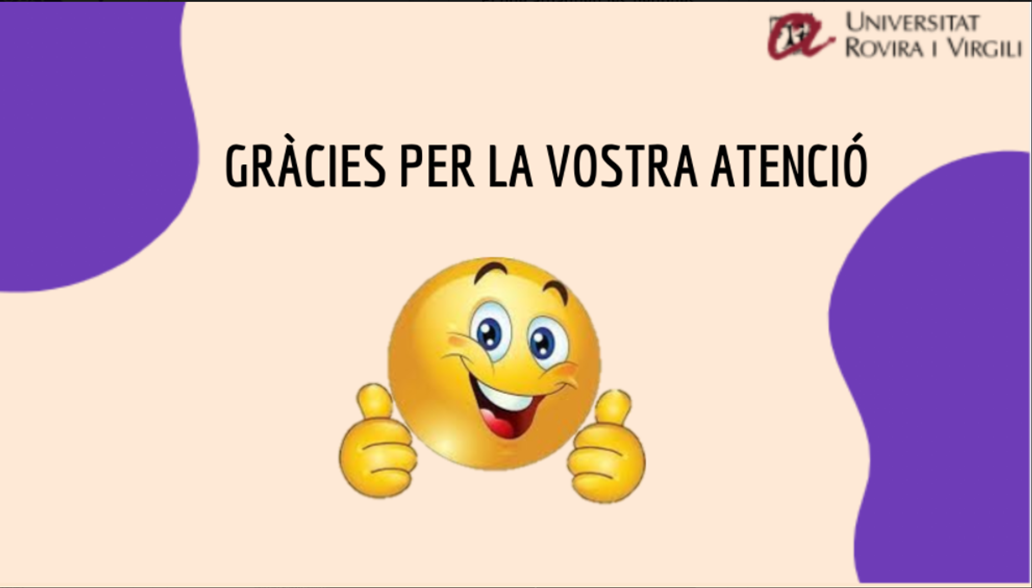 UNIVERSITAT
ROVIRA I VIRGILI
GRÀCIES PER LA VOSTRA ATENCIÓ